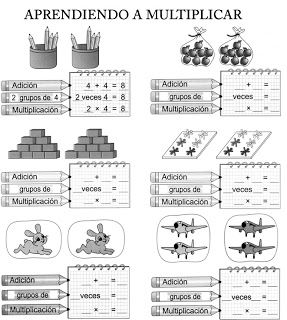 APRENDIENDO A MULTIPLICAR
Adición 4 + 4 = 8
2 grupos de 4 2 veces 4 = 8
Multiplicación 2 × 4 = 8
Adición + =
grupos de veces =
Multiplicación × =
Adición + =
grupos de veces =
Multiplicación × =
Adición + =
grupos de veces =
Multiplicación × =
Adición + =
grupos de veces =
Multiplicación × =
Adición + =
grupos de veces =
Multiplicación × =